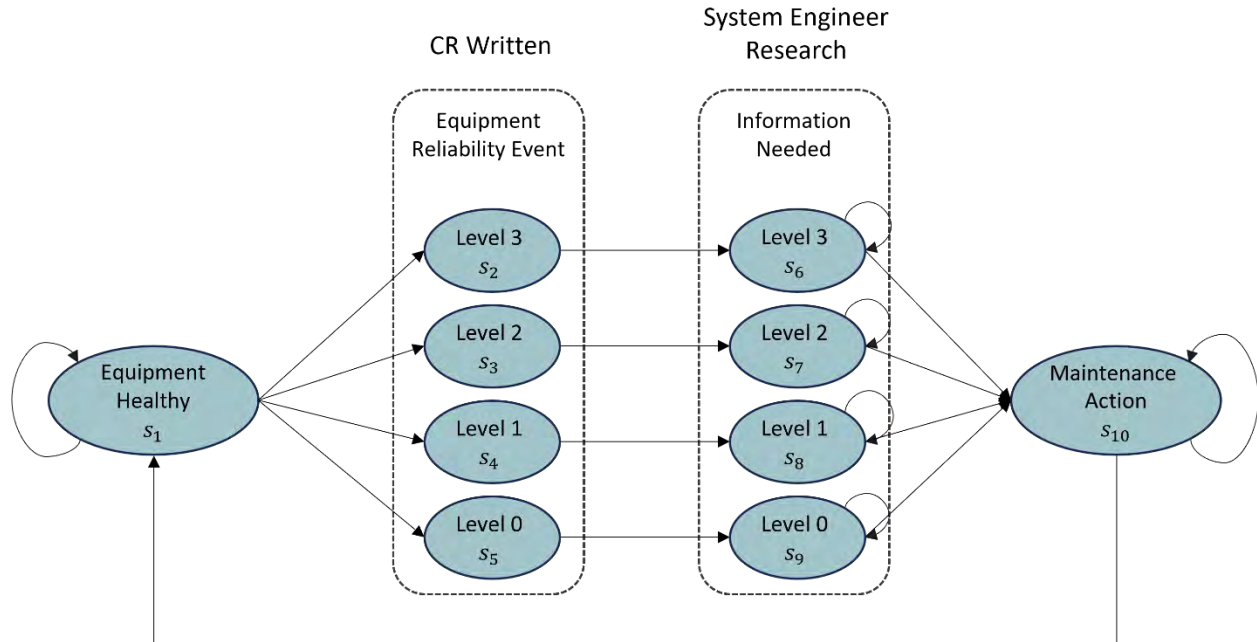 CR Written
System Engineer
Research
Equipment
Reliability Event
Information
Needed
Level 3
s₂
Level 3
s₆
Level 2
s₃
Level 2
s₇
Equipment
Healthy
s₁
Maintenance
Action
s₁₀
Level 1
s₄
Level 1
s₈
Level 0
s₅
Level 0
s₉